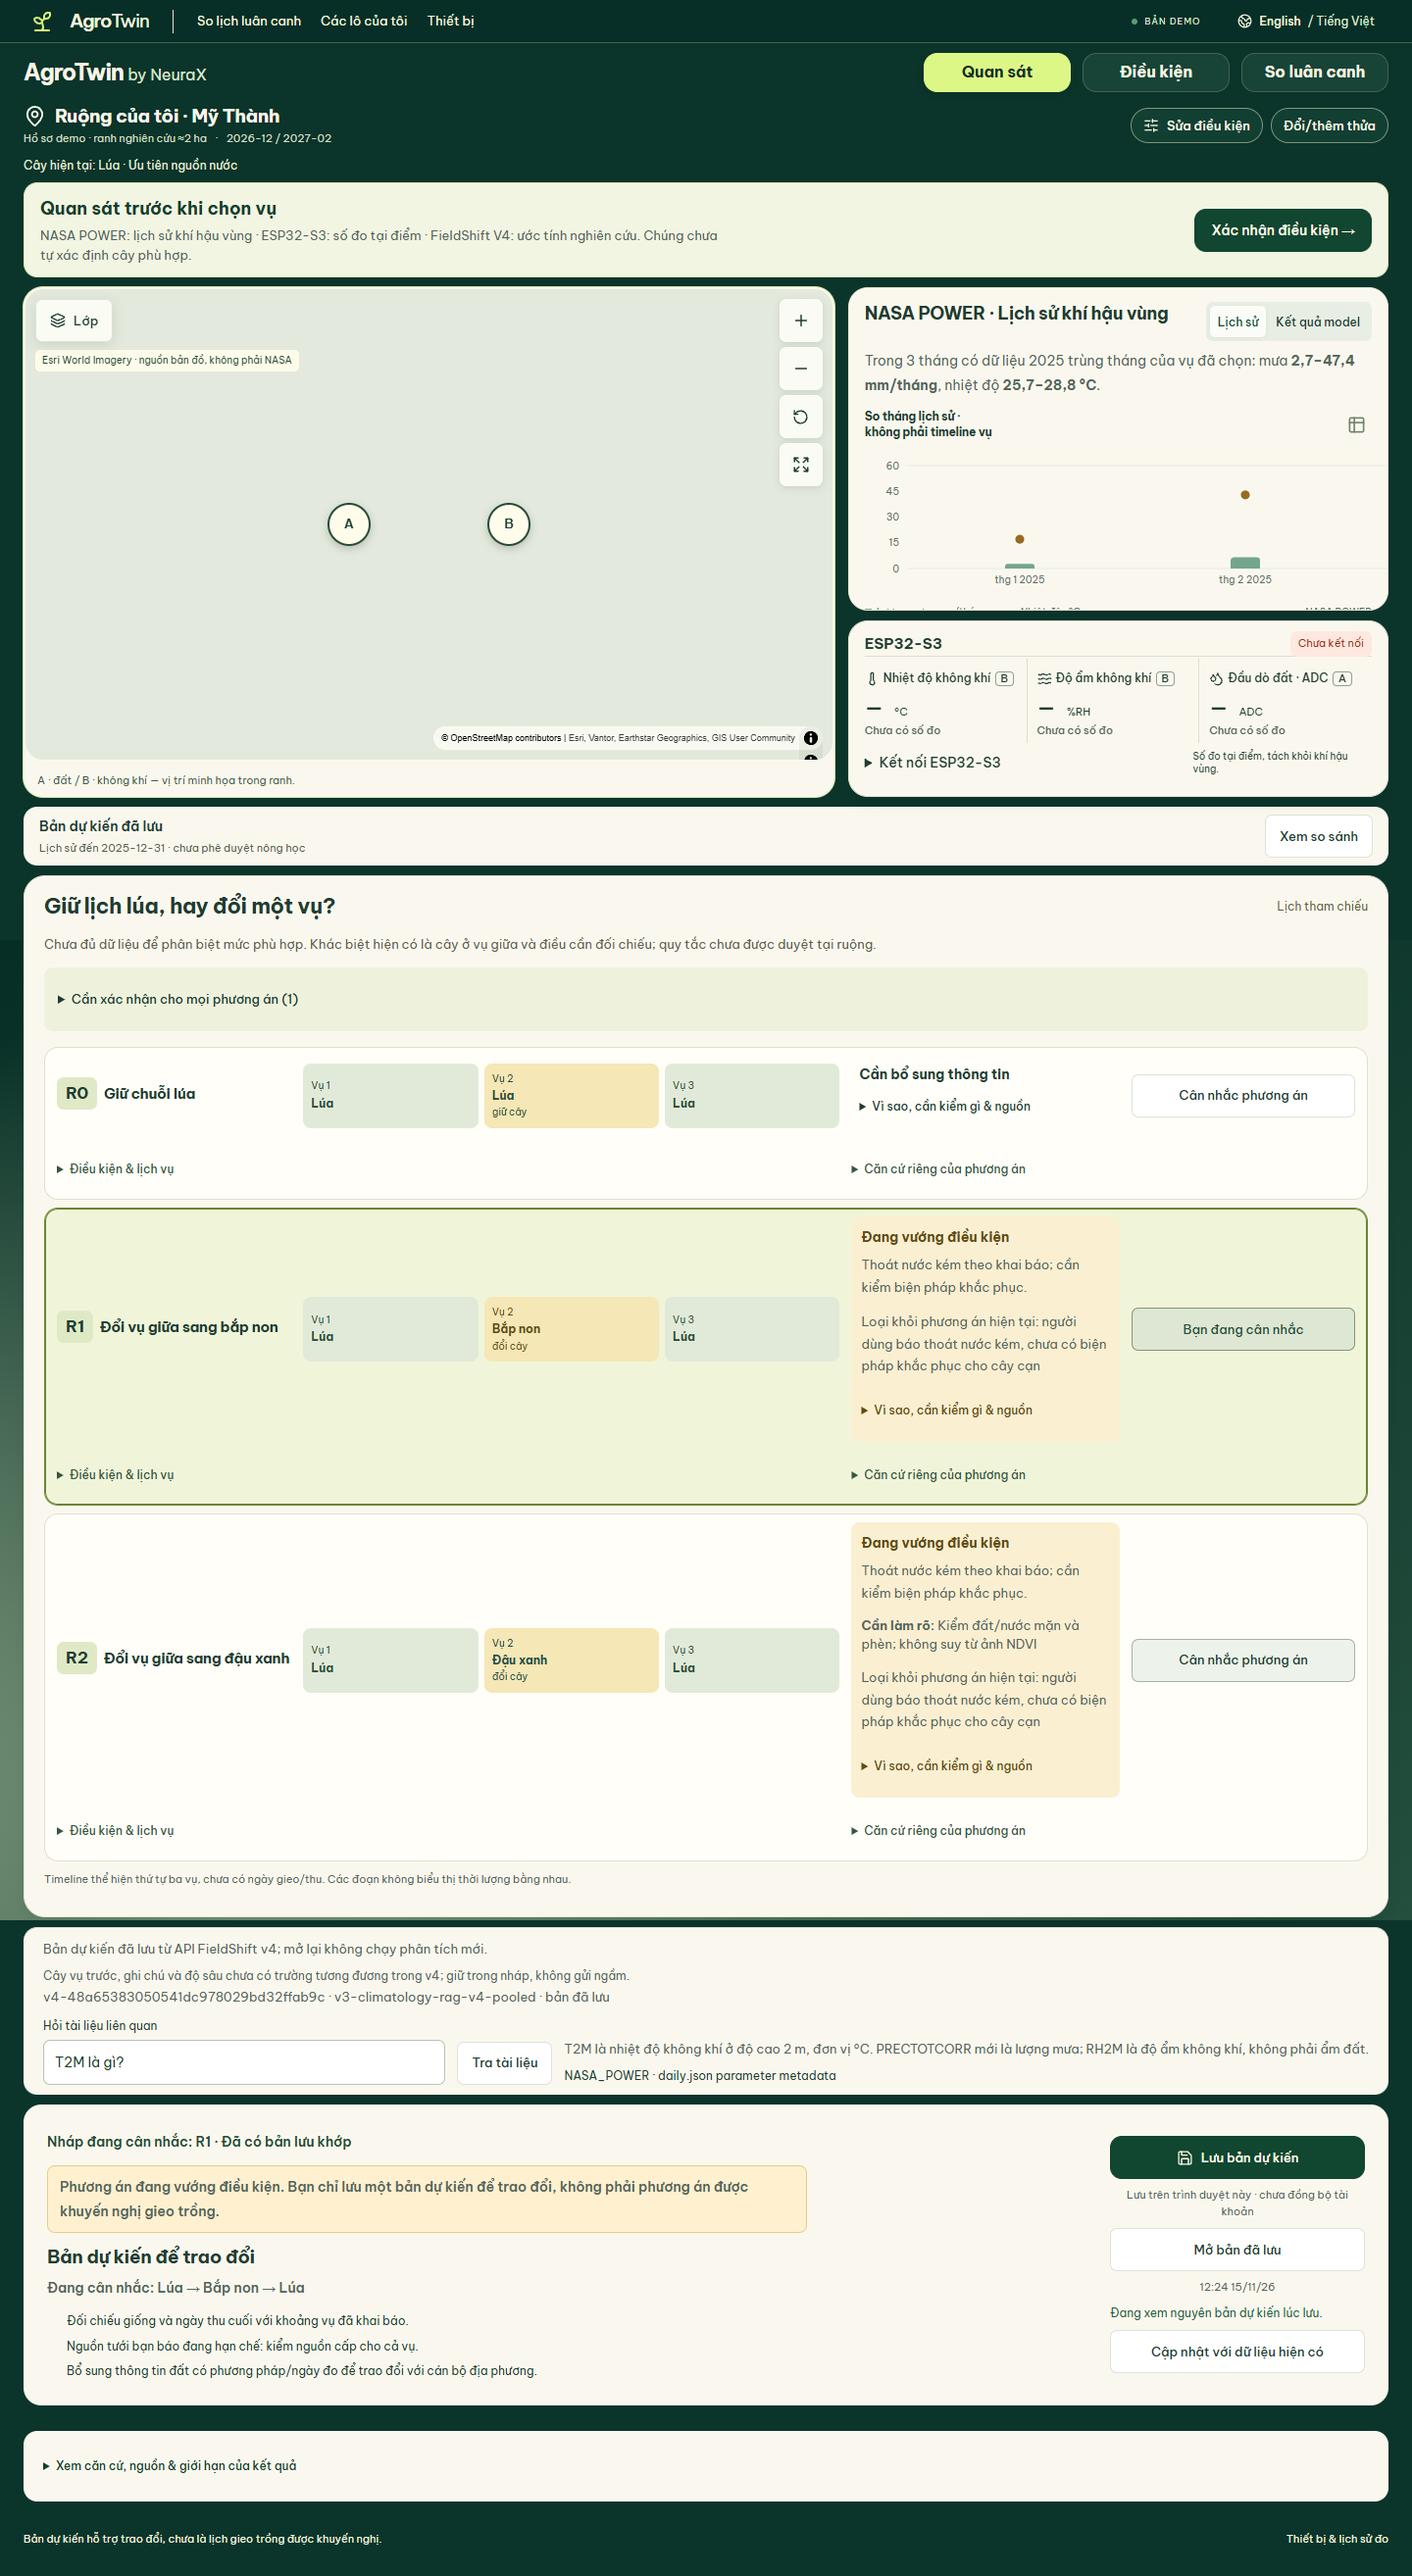 AgroTwin
So lịch luân canh
Các lô của tôi
Thiết bị
BẢN DEMO
English / Tiếng Việt
AgroTwin by NeuraX
Quan sát
Điều kiện
So luân canh
Ruộng của tôi · Mỹ Thành
Hồ sơ demo · ranh nghiên cứu ≈2 ha · 2026-12 / 2027-02
Sửa điều kiện
Đổi/thêm thửa
Cây hiện tại: Lúa · Ưu tiên nguồn nước
Quan sát trước khi chọn vụ
NASA POWER: lịch sử khí hậu vùng · ESP32-S3: số đo tại điểm · FieldShift V4: ước tính nghiên cứu. Chúng chưa
tự xác định cây phù hợp.
Xác nhận điều kiện →
Lớp
Esri World Imagery · nguồn bản đồ, không phải NASA
A
B
© OpenStreetMap contributors | Esri, Vantor, Earthstar Geographics, GIS User Community
A · đất / B · không khí — vị trí minh họa trong ranh.
NASA POWER · Lịch sử khí hậu vùng
Lịch sử
Kết quả model
Trong 3 tháng có dữ liệu 2025 trùng tháng của vụ đã chọn: mưa 2,7–47,4
mm/tháng, nhiệt độ 25,7–28,8 °C.
So tháng lịch sử ·
không phải timeline vụ
60
45
30
15
0
thg 1 2025
thg 2 2025
ESP32-S3
Chưa kết nối
Nhiệt độ không khí B
— °C
Chưa có số đo
Độ ẩm không khí B
— %RH
Chưa có số đo
Đầu dò đất · ADC A
— ADC
Chưa có số đo
Kết nối ESP32-S3
Số đo tại điểm, tách khỏi khí hậu
vùng.
Bản dự kiến đã lưu
Lịch sử đến 2025-12-31 · chưa phê duyệt nông học
Xem so sánh
Giữ lịch lúa, hay đổi một vụ?
Lịch tham chiếu
Chưa đủ dữ liệu để phân biệt mức phù hợp. Khác biệt hiện có là cây ở vụ giữa và điều cần đối chiếu; quy tắc chưa được duyệt tại ruộng.
Cần xác nhận cho mọi phương án (1)
R0 Giữ chuỗi lúa
Vụ 1
Lúa
Vụ 2
Lúa
giữ cây
Vụ 3
Lúa
Cần bổ sung thông tin
Vì sao, cần kiểm gì & nguồn
Cân nhắc phương án
Điều kiện & lịch vụ
Căn cứ riêng của phương án
R1 Đổi vụ giữa sang bắp non
Vụ 1
Lúa
Vụ 2
Bắp non
đổi cây
Vụ 3
Lúa
Đang vướng điều kiện
Thoát nước kém theo khai báo; cần
kiểm biện pháp khắc phục.
Loại khỏi phương án hiện tại: người
dùng báo thoát nước kém, chưa có biện
pháp khắc phục cho cây cạn
Vì sao, cần kiểm gì & nguồn
Bạn đang cân nhắc
Điều kiện & lịch vụ
Căn cứ riêng của phương án
R2 Đổi vụ giữa sang đậu xanh
Vụ 1
Lúa
Vụ 2
Đậu xanh
đổi cây
Vụ 3
Lúa
Đang vướng điều kiện
Thoát nước kém theo khai báo; cần
kiểm biện pháp khắc phục.
Cần làm rõ: Kiểm đất/nước mặn và
phèn; không suy từ ảnh NDVI
Loại khỏi phương án hiện tại: người
dùng báo thoát nước kém, chưa có biện
pháp khắc phục cho cây cạn
Vì sao, cần kiểm gì & nguồn
Cân nhắc phương án
Điều kiện & lịch vụ
Căn cứ riêng của phương án
Timeline thể hiện thứ tự ba vụ, chưa có ngày gieo/thu. Các đoạn không biểu thị thời lượng bằng nhau.
Bản dự kiến đã lưu từ API FieldShift v4; mở lại không chạy phân tích mới.
Cây vụ trước, ghi chú và độ sâu chưa có trường tương đương trong v4; giữ trong nháp, không gửi ngầm.
v4-48a65383050541dc978029bd32ffab9c · v3-climatology-rag-v4-pooled · bản đã lưu
Hỏi tài liệu liên quan
T2M là gì?
Tra tài liệu
T2M là nhiệt độ không khí ở độ cao 2 m, đơn vị °C. PRECTOTCORR mới là lượng mưa; RH2M là độ ẩm không khí, không phải ẩm đất.
NASA_POWER · daily.json parameter metadata
Nháp đang cân nhắc: R1 · Đã có bản lưu khớp
Phương án đang vướng điều kiện. Bạn chỉ lưu một bản dự kiến để trao đổi, không phải phương án được
khuyến nghị gieo trồng.
Bản dự kiến để trao đổi
Đang cân nhắc: Lúa → Bắp non → Lúa
Đối chiếu giống và ngày thu cuối với khoảng vụ đã khai báo.
Nguồn tưới bạn báo đang hạn chế: kiểm nguồn cấp cho cả vụ.
Bổ sung thông tin đất có phương pháp/ngày đo để trao đổi với cán bộ địa phương.
Lưu bản dự kiến
Lưu trên trình duyệt này · chưa đồng bộ tài
khoản
Mở bản đã lưu
12:24 15/11/26
Đang xem nguyên bản dự kiến lúc lưu.
Cập nhật với dữ liệu hiện có
Xem căn cứ, nguồn & giới hạn của kết quả
Bản dự kiến hỗ trợ trao đổi, chưa là lịch gieo trồng được khuyến nghị.
Thiết bị & lịch sử đo